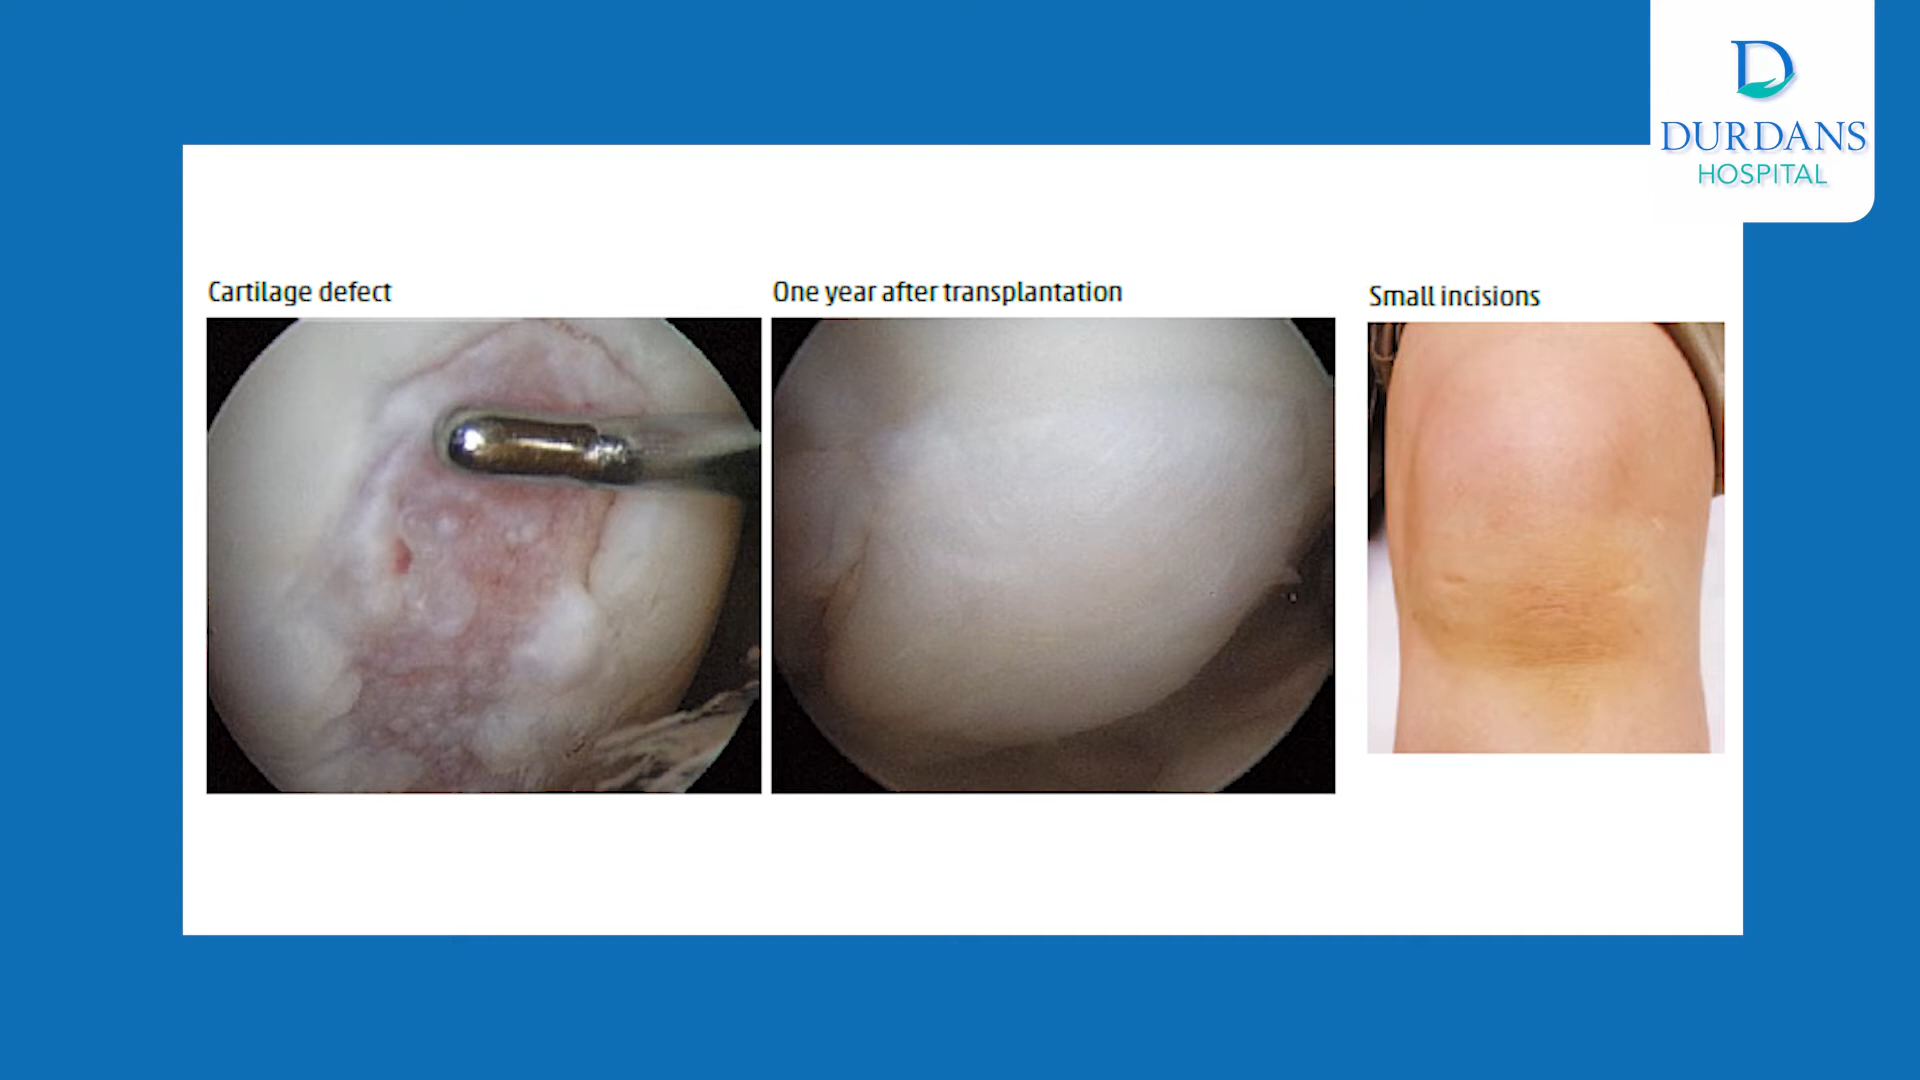 DURDANS
HOSPITAL
Cartilage defect
One year after transplantation
Small incisions